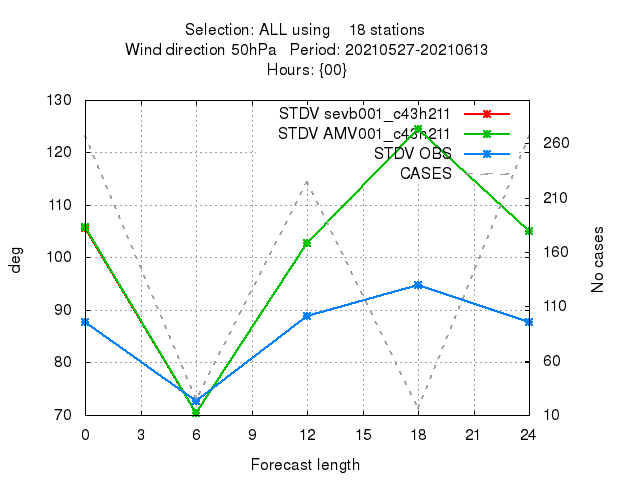 Selection: ALL using 18 stations
Wind direction 50hPa Period: 20210527-20210613
Hours: {00}
STDV sevb001_c43h211
STDV AMV001_c43h211
STDV OBS
CASES
130
120
110
100
90
80
70
260
210
160
110
60
10
deg
No cases
0 3 6 9 12 15 18 21 24
Forecast length